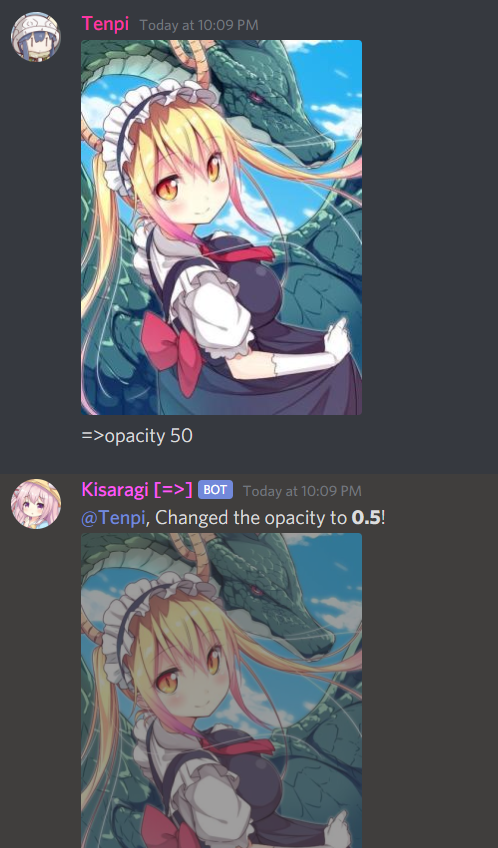 Tenpi Today at 10:09 PM
=>opacity 50
Kisaragi [=>] BOT Today at 10:09 PM
@Tenpi, Changed the opacity to 0.5!